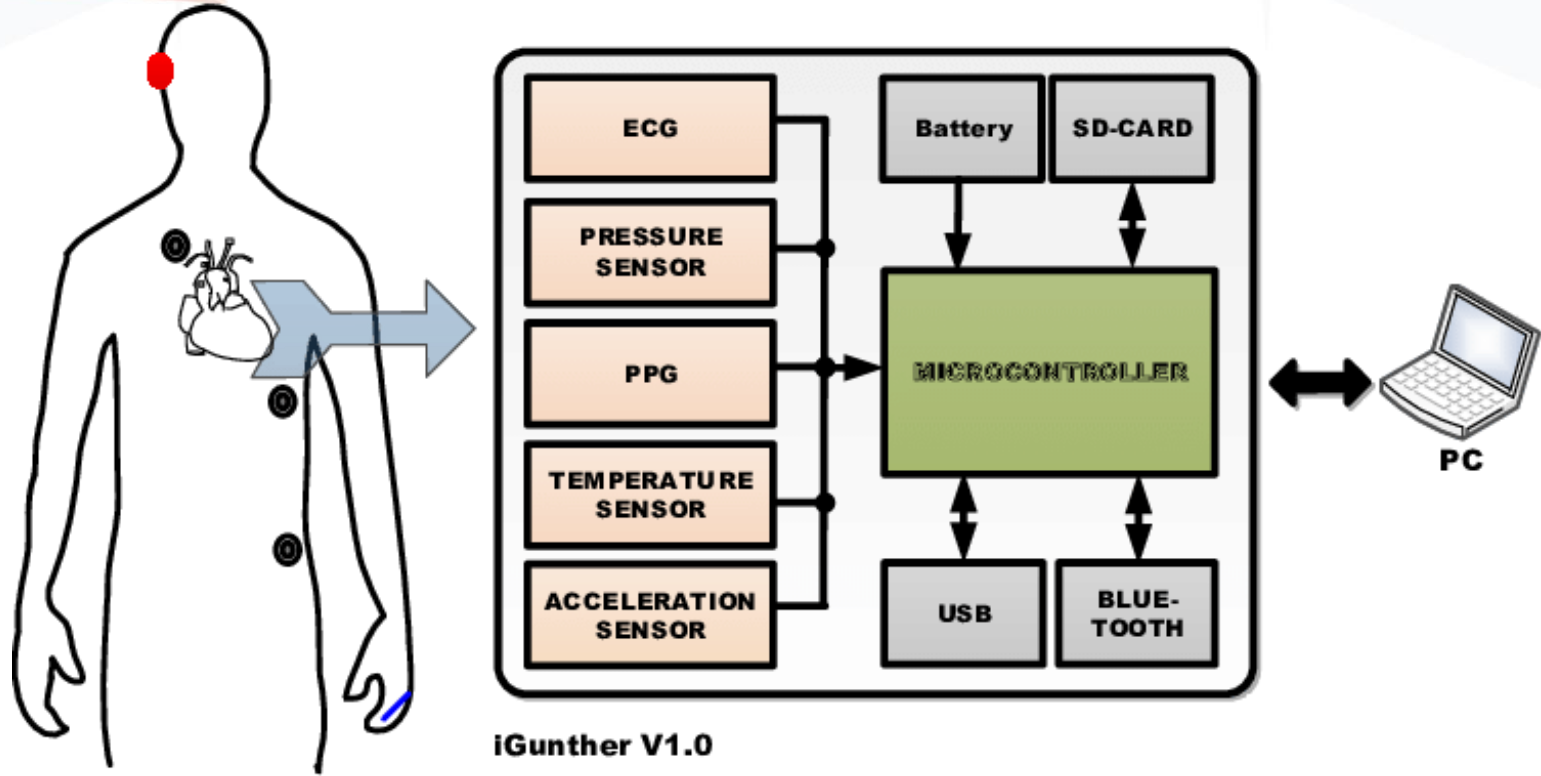 ECG
PRESSURE
SENSOR
PPG
TEMPERATURE
SENSOR
ACCELERATION
SENSOR
Battery
SD-CARD
MICROCONTROLLER
USB
BLUE-
TOOTH
PC
iGunther V1.0